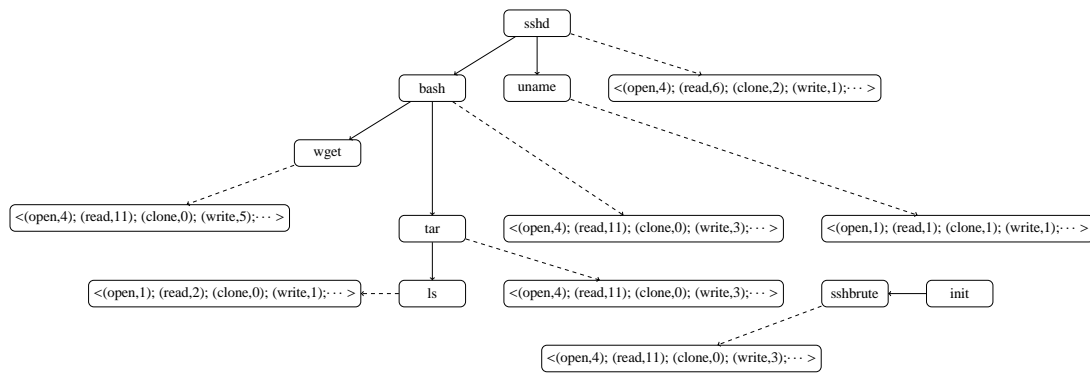 sshd
bash
uname
<(open,4); (read,6); (clone,2); (write,1);··· >
wget
<(open,4); (read,11); (clone,0); (write,5);··· >
tar
<(open,4); (read,11); (clone,0); (write,3);··· >
<(open,1); (read,1); (clone,1); (write,1);··· >
<(open,1); (read,2); (clone,0); (write,1);··· >
ls
<(open,4); (read,11); (clone,0); (write,3);··· >
sshbrute
init
<(open,4); (read,11); (clone,0); (write,3);··· >